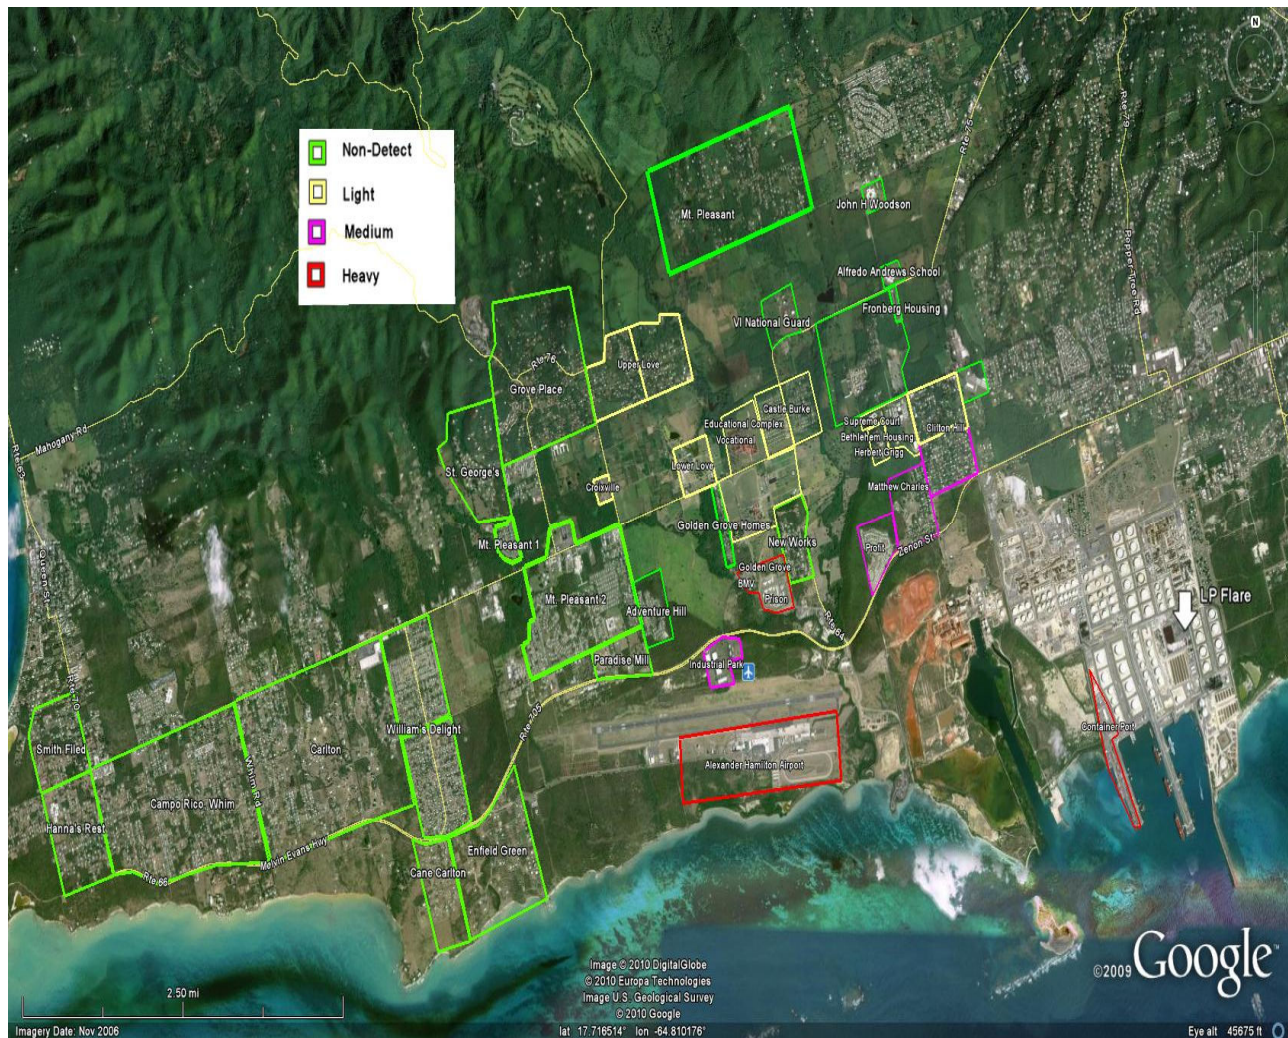 N
Non-Detect
Light
Medium
Heavy
Rte 75
Rte 79
Pepper Tree Rd
Mt. Pleasant
John H Woodson
Alfredo Andrews School
Fronberg Housing
VI National Guard
Rte 76
Upper Love
Grove Place
Castle Burke
Educational Complex
Vocational
Supreme Court
Clifton Hill
Bethlehem Housing
Herbert Grigg
Mahogany Rd
Rte 63
St. George's
Lower Love
Croixville
Matthew Charles
Golden Grove Homes
New Works
Profit
Zenon St
Mt. Pleasant 1
Golden Grove
BMV
Prison
Queen St
Mt. Pleasant 2
Adventure Hill
Rte 64
LP Flare
Paradise Mill
Industrial Park
Rte 70
Rte 705
Smith Filed
William's Delight
Carlton
Container Port
Alexander Hamilton Airport
Whim Rd
Campo Rico Whim
Hanna's Rest
Melvin Evans Hwy
Enfield Green
Cane Carlton
Rte 66
Image © 2010 DigitalGlobe
© 2010 Europa Technologies
Image U.S. Geological Survey
© 2010 Google
©2009 Google™
2.50 mi
Imagery Date: Nov 2006
lat 17.716514° lon -64.810176°
Eye alt 45675 ft